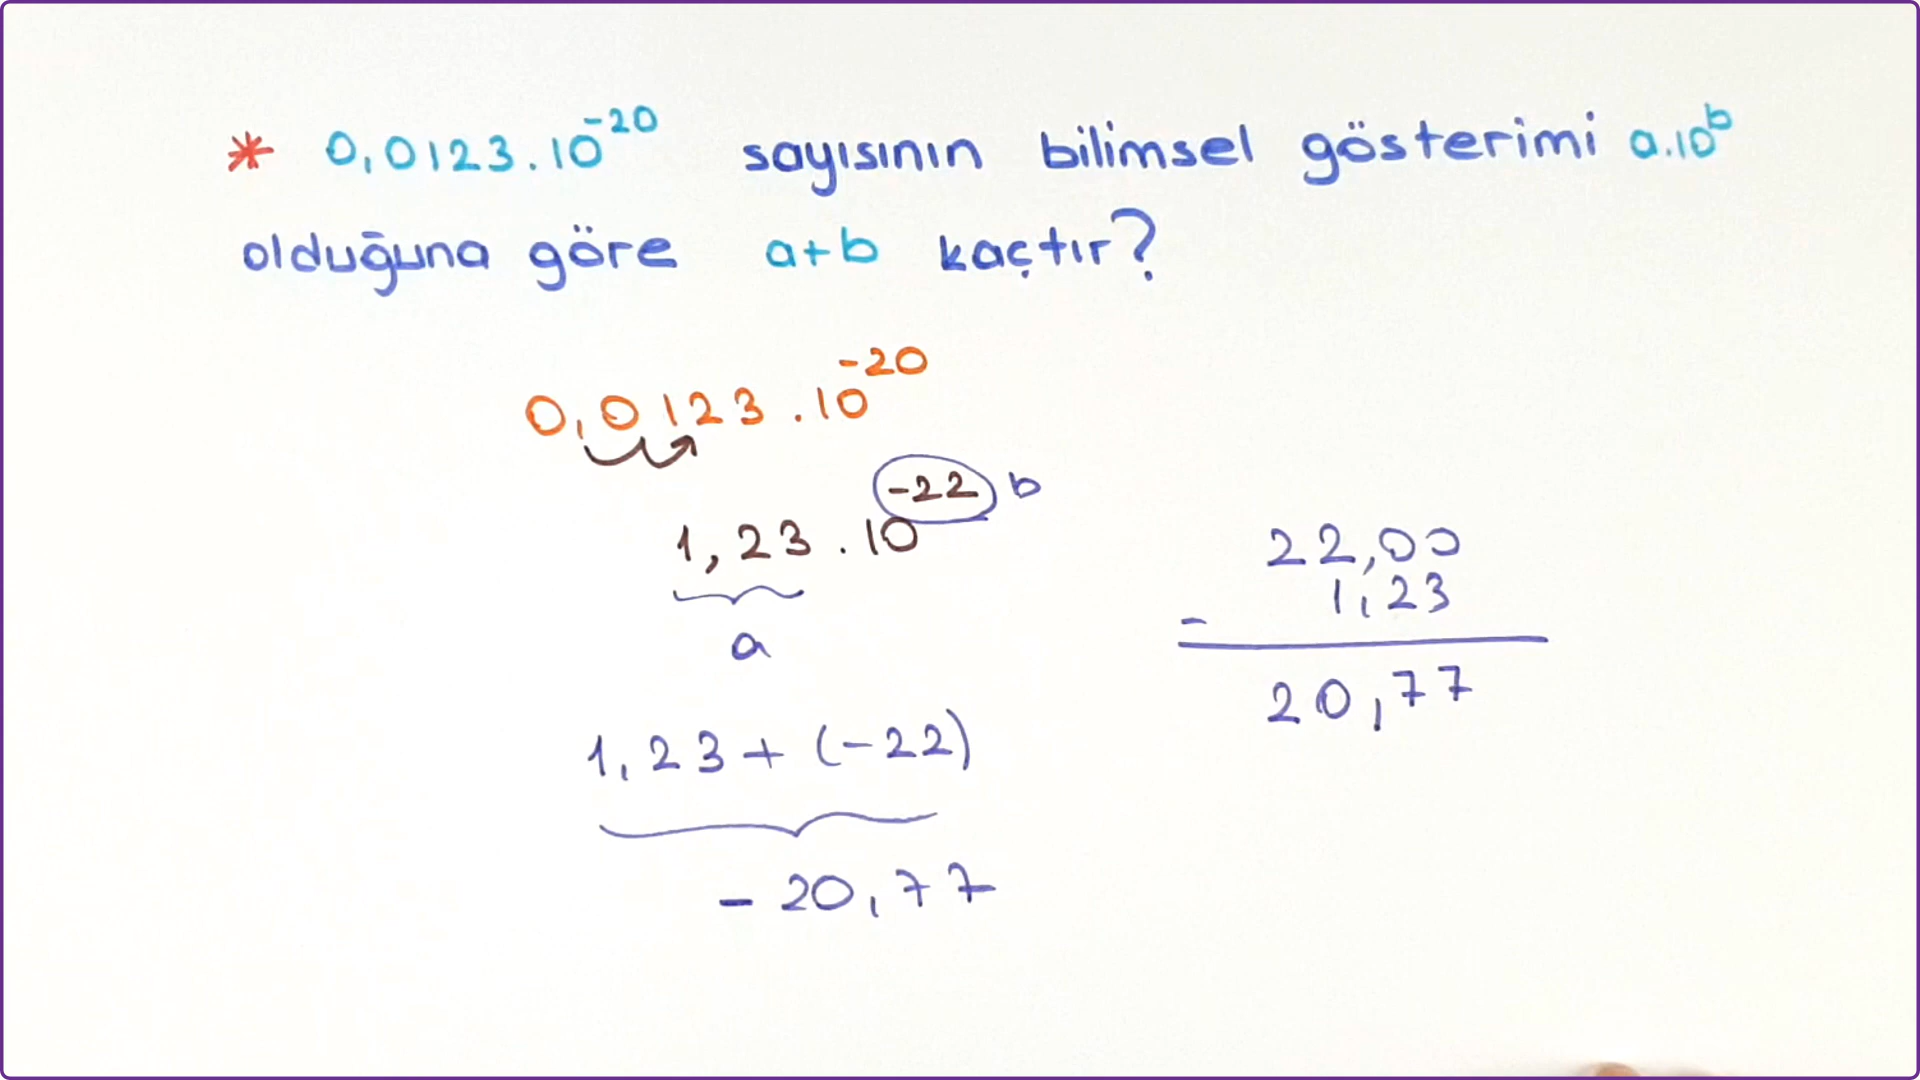 * 0,0123.10⁻²⁰ sayısının bilimsel gösterimi a.10ᵇ
olduğuna göre a+b kaçtır?
0,0123.10⁻²⁰
1,23.10⁻²² b
a
1,23+(-22)
-20,77
22,00
1,23
-
20,77